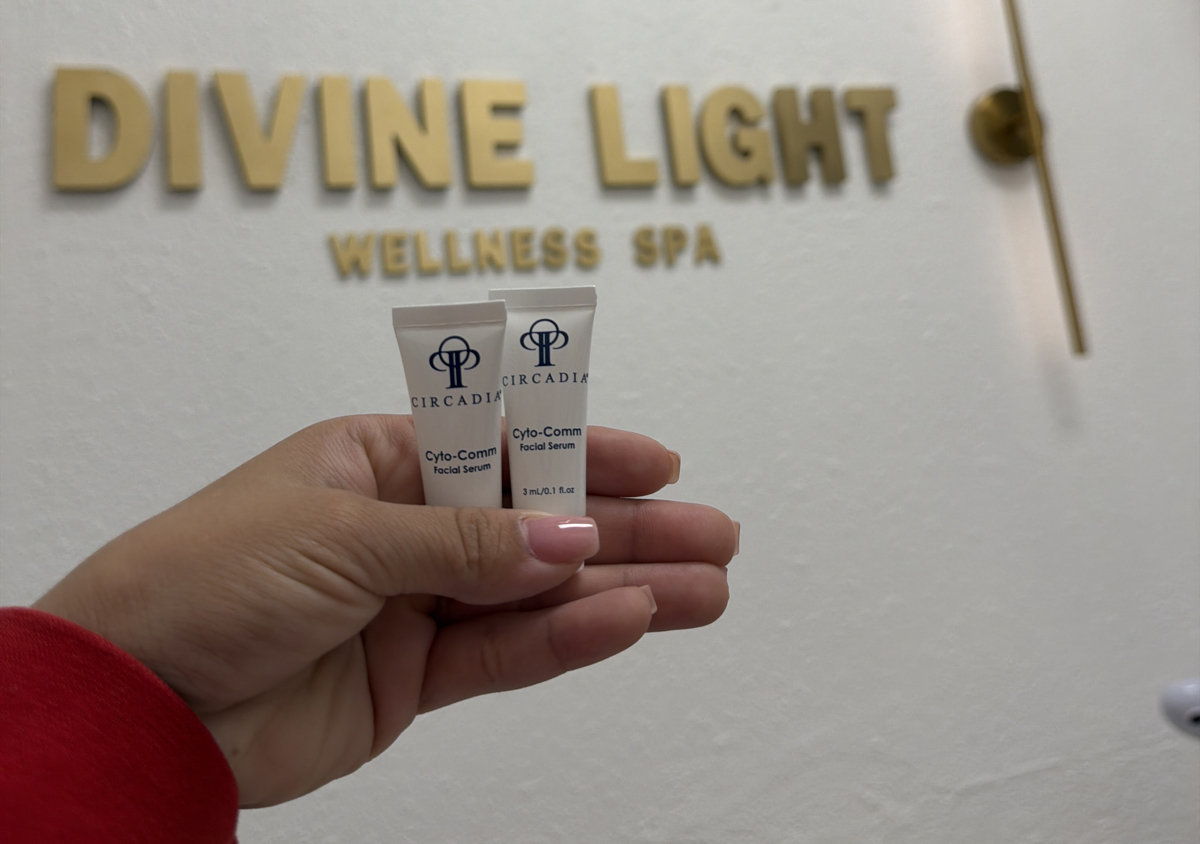 DIVINE LIGHT
WELLNESS SPA
CIRCADIA
Cyto-Comm
Facial Serum
CIRCADIA®
Cyto-Comm
Facial Serum
3 mL/0.1 fl.oz